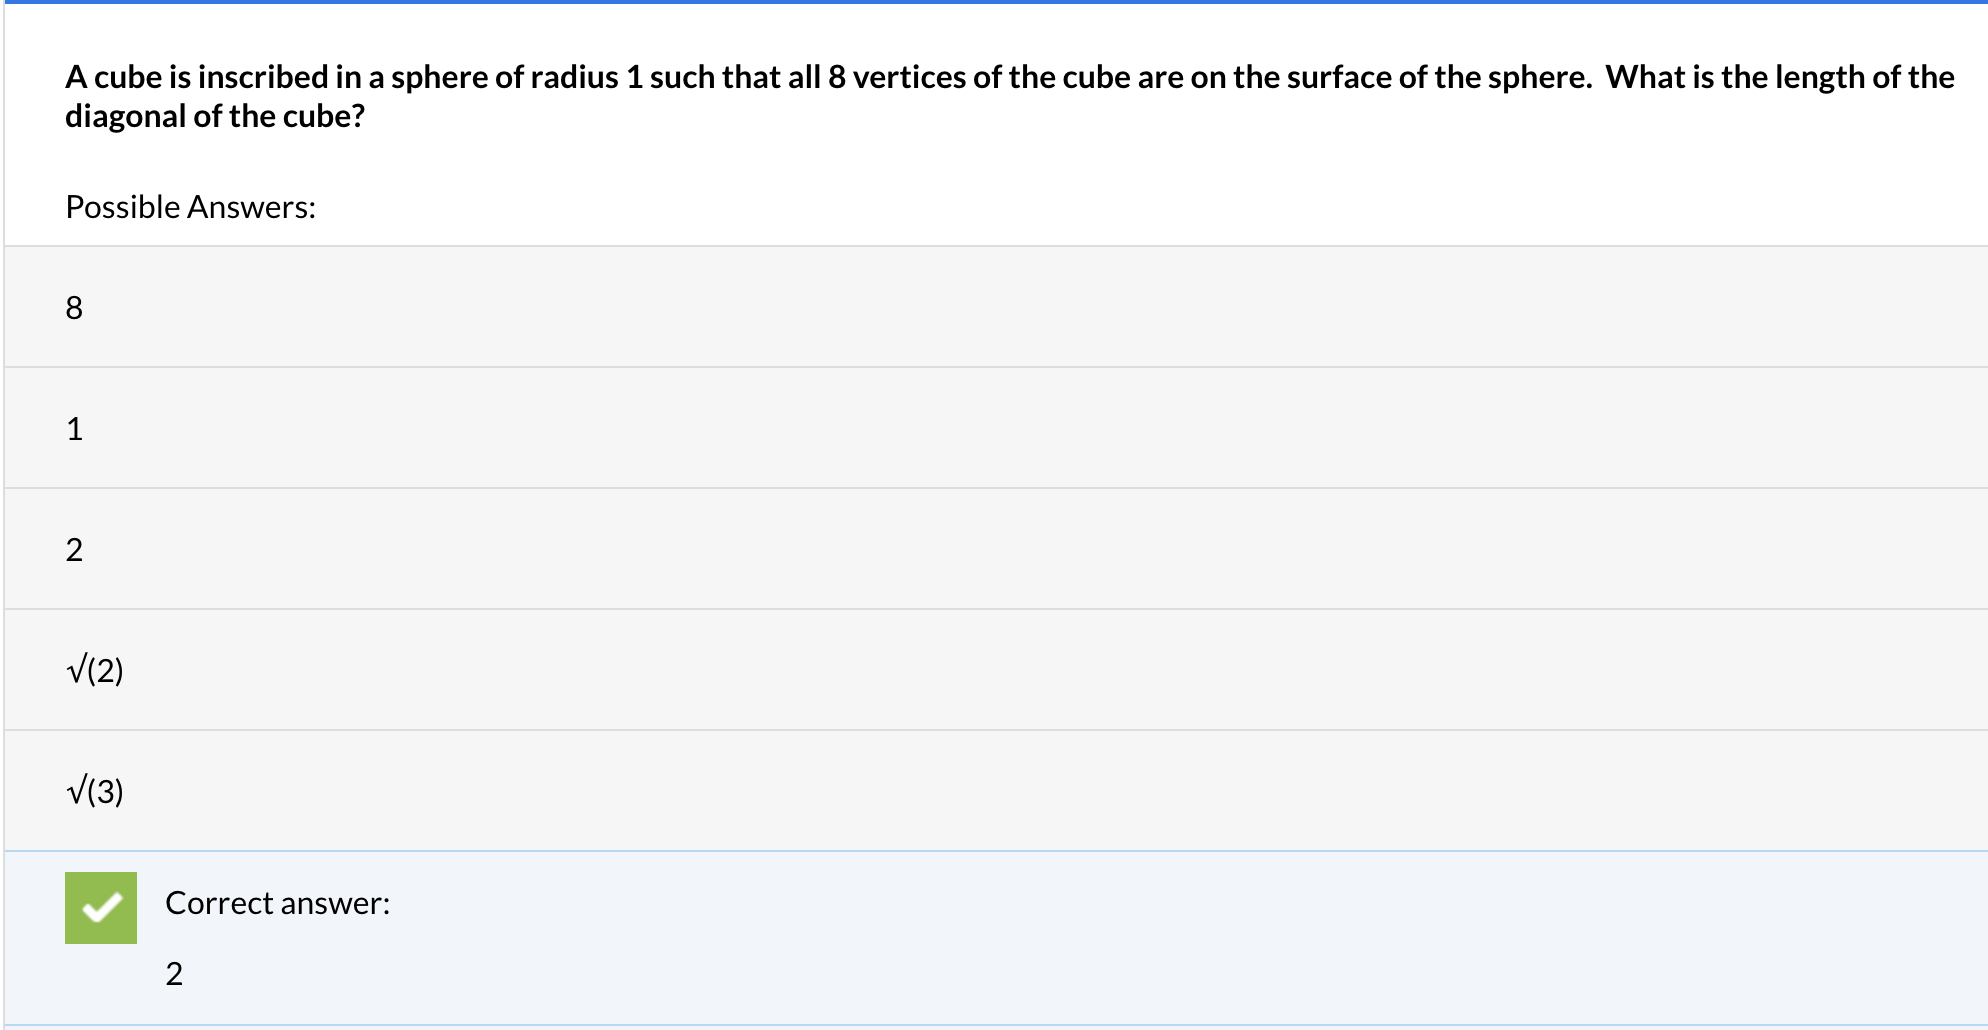 A cube is inscribed in a sphere of radius 1 such that all 8 vertices of the cube are on the surface of the sphere.  What is the length of the
diagonal of the cube?
Possible Answers:
8
1
2
√(2)
√(3)
Correct answer:
2